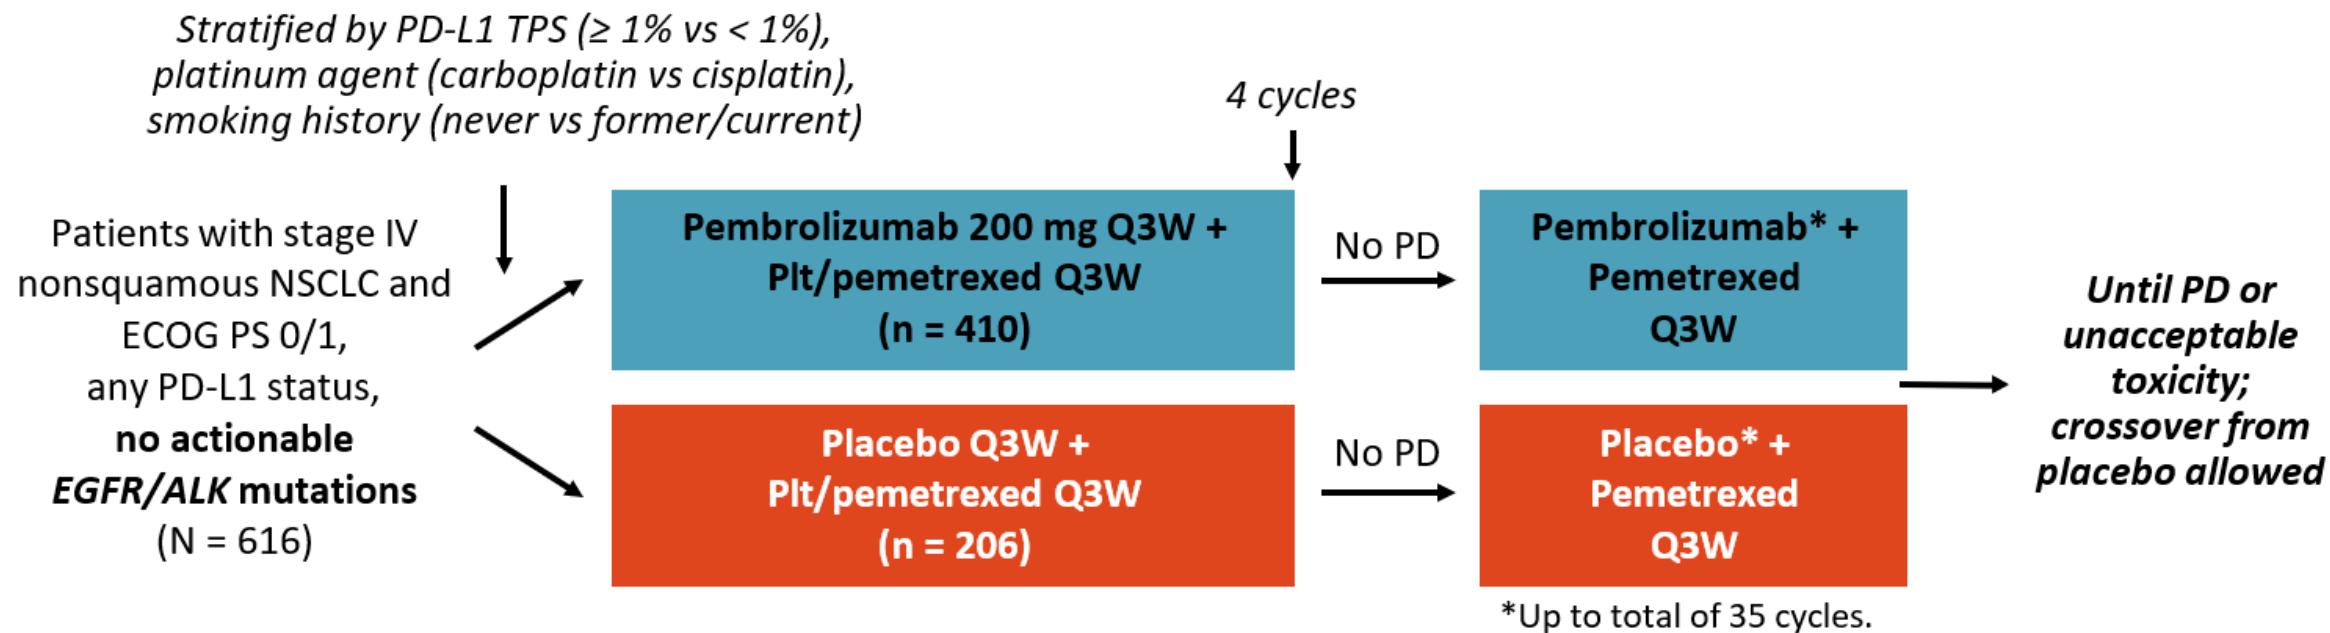 Stratified by PD-L1 TPS (≥ 1% vs < 1%),
platinum agent (carboplatin vs cisplatin),
smoking history (never vs former/current)
4 cycles
Patients with stage IV
nonsquamous NSCLC and
ECOG PS 0/1,
any PD-L1 status,
no actionable
EGFR/ALK mutations
(N = 616)
Pembrolizumab 200 mg Q3W +
Plt/pemetrexed Q3W
(n = 410)
No PD
Pembrolizumab* +
Pemetrexed
Q3W
Placebo Q3W +
Plt/pemetrexed Q3W
(n = 206)
No PD
Placebo* +
Pemetrexed
Q3W
Until PD or
unacceptable
toxicity;
crossover from
placebo allowed
*Up to total of 35 cycles.